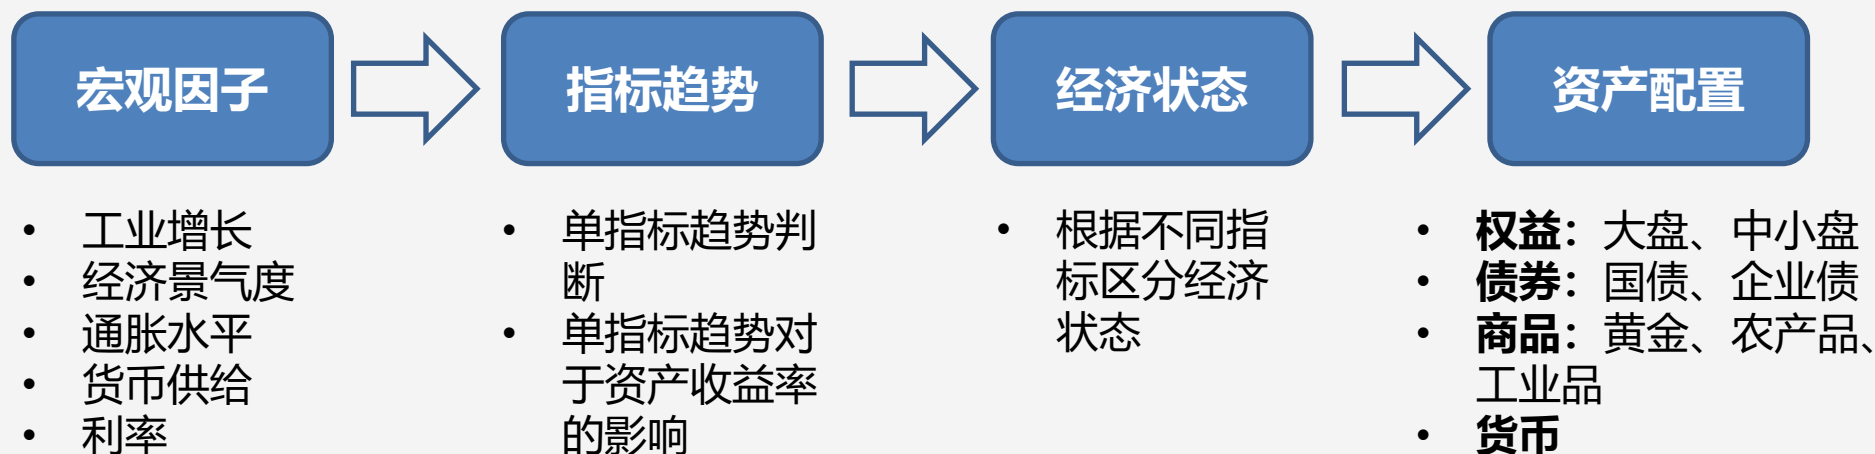 宏观因子
指标趋势
经济状态
资产配置
• 工业增长
• 经济景气度
• 通胀水平
• 货币供给
• 利率
• 单指标趋势判
断
• 单指标趋势对
于资产收益率
的影响
• 根据不同指
标区分经济
状态
• 权益：大盘、中小盘
• 债券：国债、企业债
• 商品：黄金、农产品、
工业品
• 货币